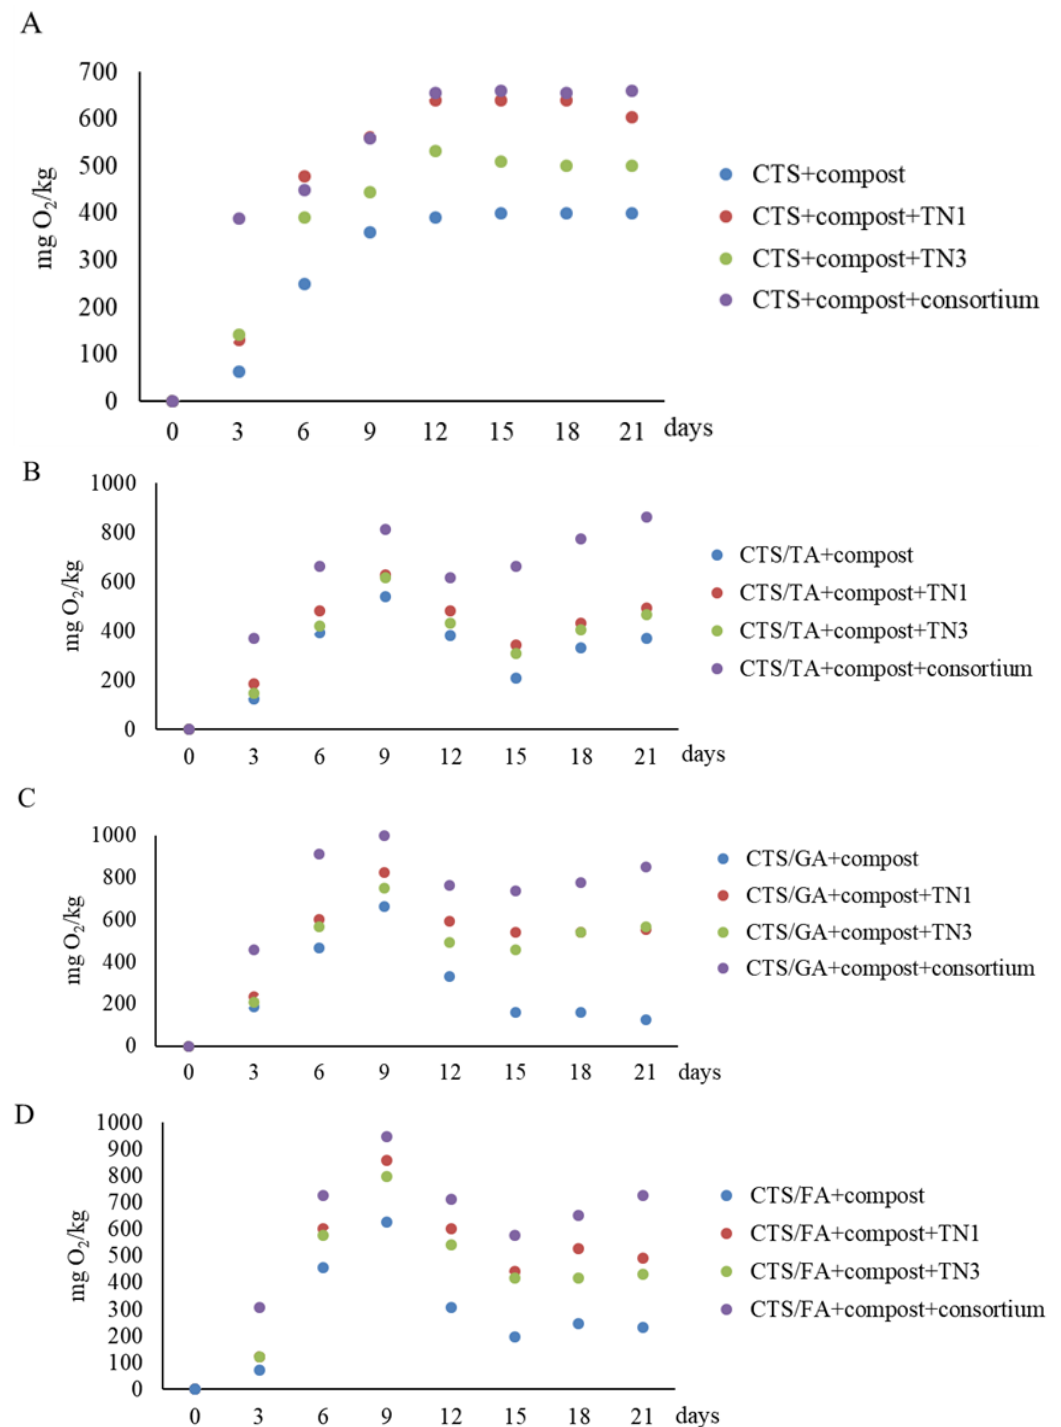 A
700
600
500
400
300
200
100
0
mg O2/kg
0 3 6 9 12 15 18 21 days
CTS+compost
CTS+compost+TN1
CTS+compost+TN3
CTS+compost+consortium
B
1000
800
600
400
200
0
mg O2/kg
0 3 6 9 12 15 18 21 days
CTS/TA+compost
CTS/TA+compost+TN1
CTS/TA+compost+TN3
CTS/TA+compost+consortium
C
1000
800
600
400
200
0
mg O2/kg
0 3 6 9 12 15 18 21 days
CTS/GA+compost
CTS/GA+compost+TN1
CTS/GA+compost+TN3
CTS/GA+compost+consortium
D
1000
900
800
700
600
500
400
300
200
100
0
mg O2/kg
0 3 6 9 12 15 18 21 days
CTS/FA+compost
CTS/FA+compost+TN1
CTS/FA+compost+TN3
CTS/FA+compost+consortium